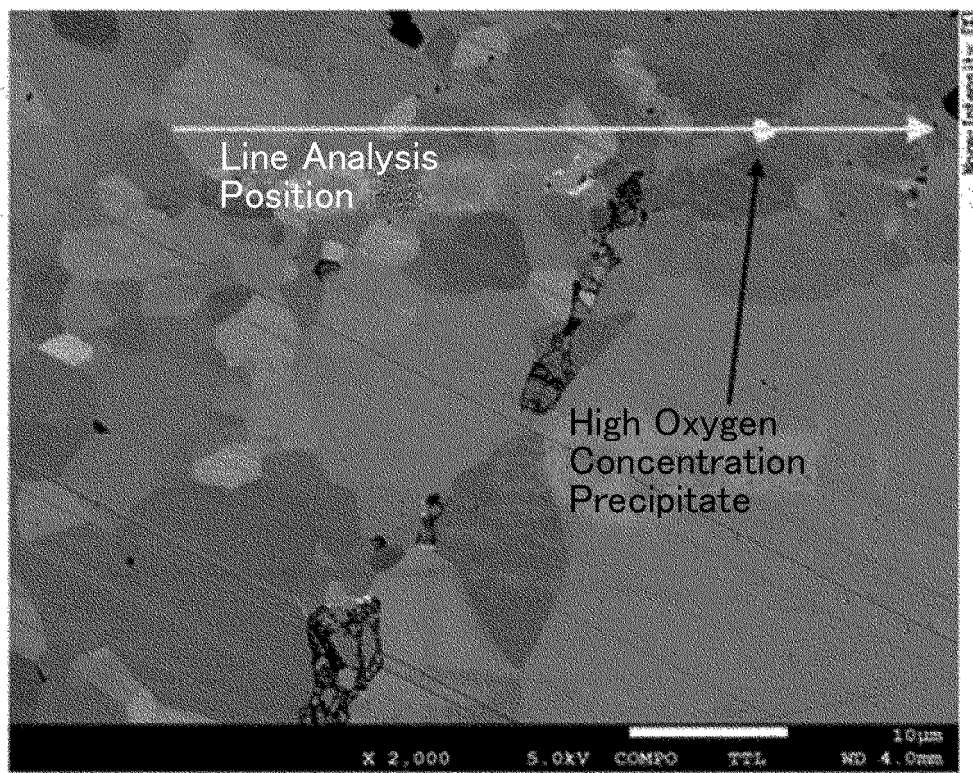 Line Analysis
Position
High Oxygen
Concentration
Precipitate
10μm
X 2,000 5.0kV COMPO TTL WD 4.0mm